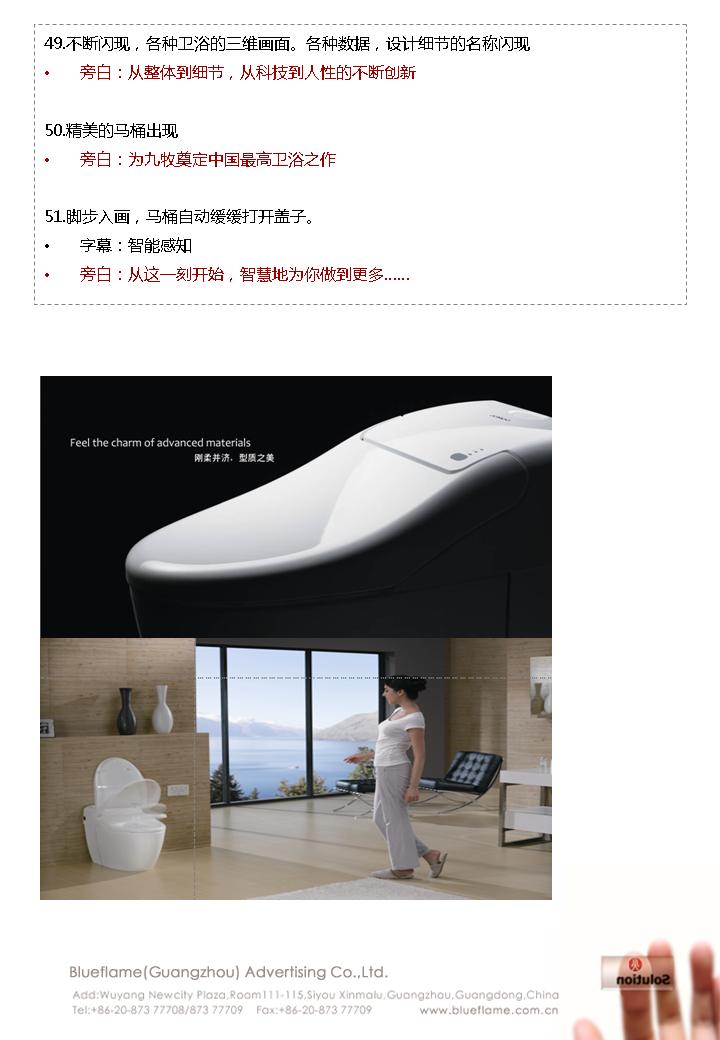 49.不断闪现，各种卫浴的三维画面。各种数据，设计细节的名称闪现
• 旁白：从整体到细节，从科技到人性的不断创新
50.精美的马桶出现
• 旁白：为九牧奠定中国最高卫浴之作
51.脚步入画，马桶自动缓缓打开盖子。
• 字幕：智能感知
• 旁白：从这一刻开始，智慧地为你做到更多……
Feel the charm of advanced materials
刚柔并济．型质之美
Blueflame(Guangzhou) Advertising Co.,Ltd.
Add:Wuyang Newcity Plaza,Room111-115,Siyou Xinmalu,Guangzhou,Guangdong,China
Tel:+86-20-873 77708/873 77709 Fax:+86-20-873 77709 www.blueflame.com.cn
Solution